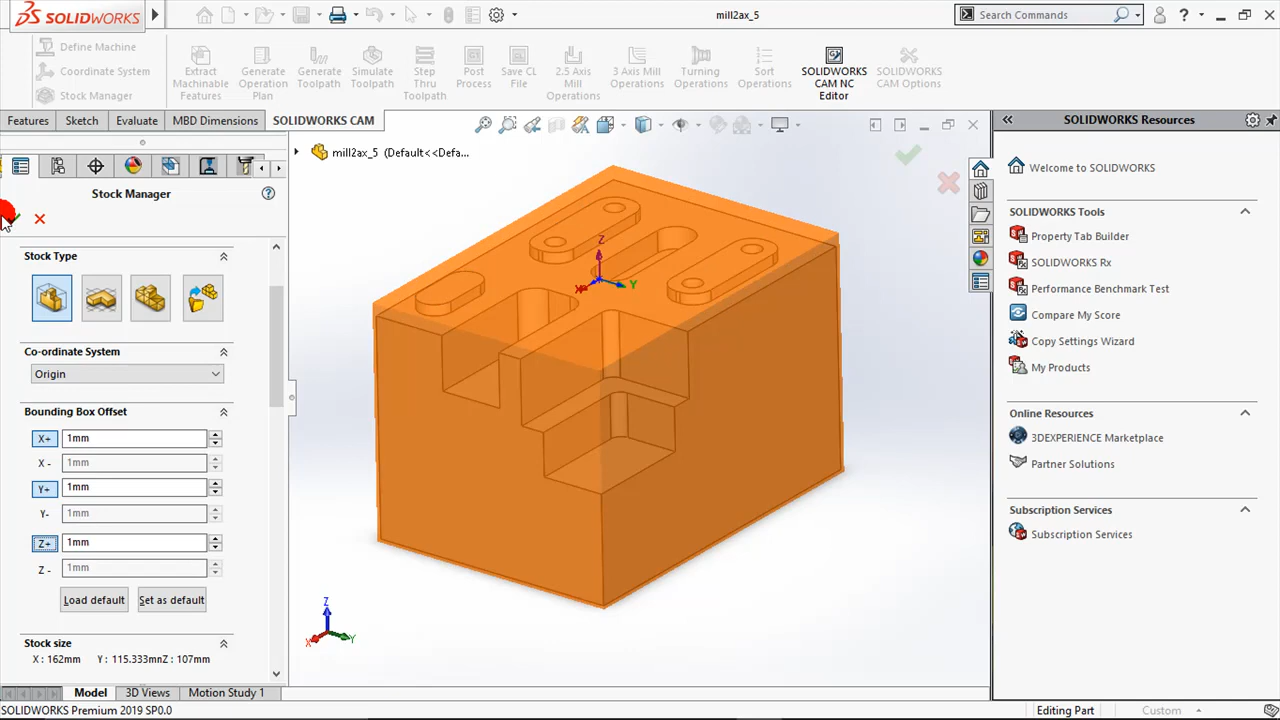 SOLIDWORKS
mill2ax_5
Search Commands
?
Define Machine
Coordinate System
Stock Manager
Extract Machinable Features
Generate Operation Plan
Generate Toolpath
Simulate Toolpath
Step Thru Toolpath
Post Process
Save CL File
2.5 Axis Mill Operations
3 Axis Mill Operations
Turning Operations
Sort Operations
SOLIDWORKS CAM NC Editor
SOLIDWORKS CAM Options
Features
Sketch
Evaluate
MBD Dimensions
SOLIDWORKS CAM
SOLIDWORKS Resources
mill2ax_5 (Default<<Defa...
Stock Manager
Stock Type
Co-ordinate System
Origin
Bounding Box Offset
X+ 1mm
X - 1mm
Y+ 1mm
Y- 1mm
Z+ 1mm
Z - 1mm
Load default
Set as default
Stock size
X : 162mm Y : 115.333mm Z : 107mm
Z
X
Y
Z
X
Y
Welcome to SOLIDWORKS
SOLIDWORKS Tools
Property Tab Builder
SOLIDWORKS Rx
Performance Benchmark Test
Compare My Score
Copy Settings Wizard
My Products
Online Resources
3DEXPERIENCE Marketplace
Partner Solutions
Subscription Services
Subscription Services
Model
3D Views
Motion Study 1
SOLIDWORKS Premium 2019 SP0.0
Editing Part
Custom